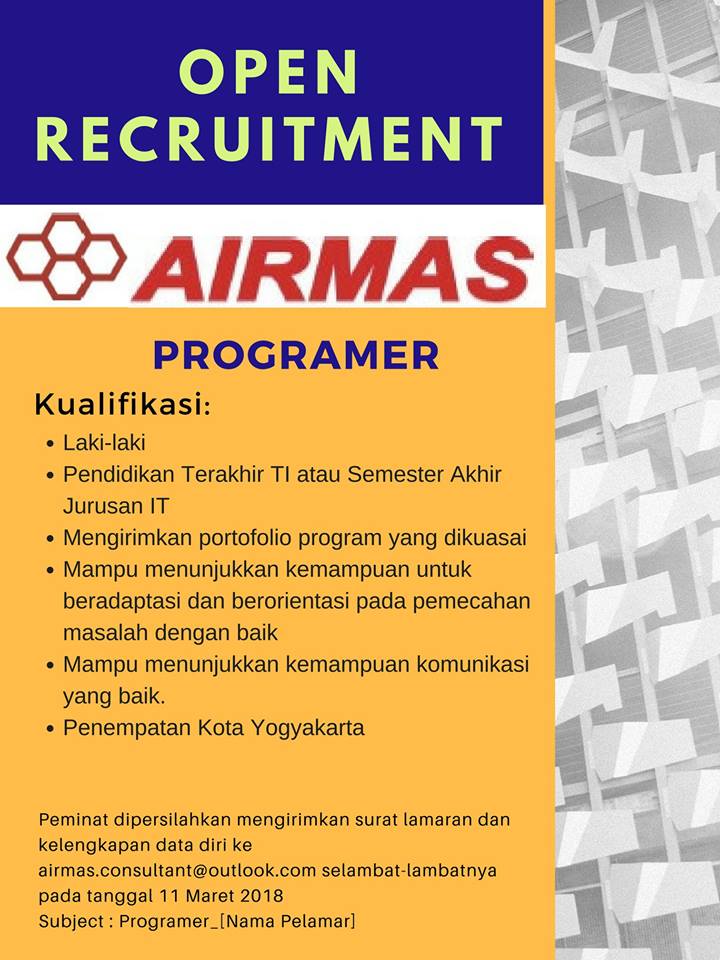 OPEN
RECRUITMENT
AIRMAS
PROGRAMER
Kualifikasi:
• Laki-laki
• Pendidikan Terakhir TI atau Semester Akhir
Jurusan IT
• Mengirimkan portofolio program yang dikuasai
• Mampu menunjukkan kemampuan untuk
beradaptasi dan berorientasi pada pemecahan
masalah dengan baik
• Mampu menunjukkan kemampuan komunikasi
yang baik.
• Penempatan Kota Yogyakarta
Peminat dipersilahkan mengirimkan surat lamaran dan
kelengkapan data diri ke
airmas.consultant@outlook.com selambat-lambatnya
pada tanggal 11 Maret 2018
Subject : Programer_[Nama Pelamar]